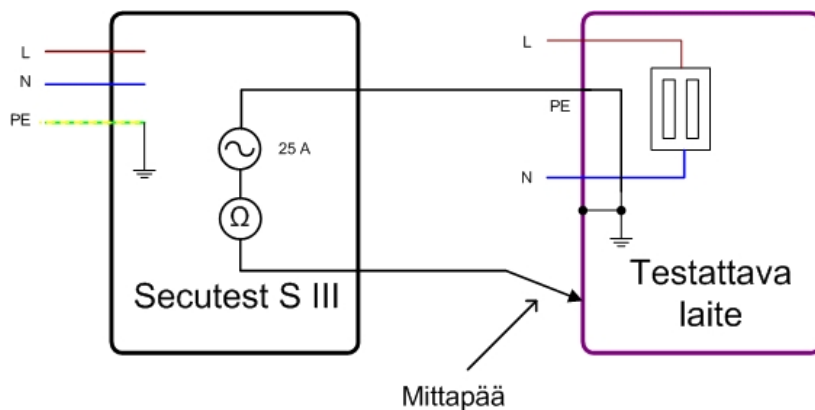 L
N
PE
25 A
Ω
Secutest S III
L
PE
N
Testattava
laite
Mittapää